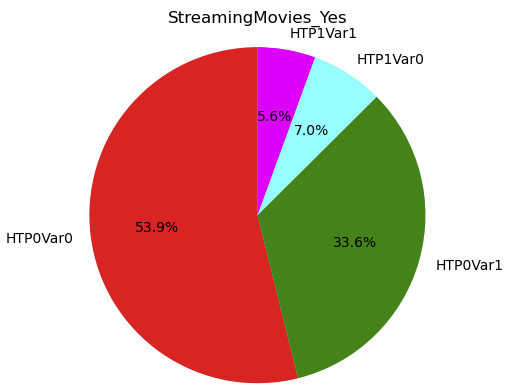 StreamingMovies_Yes
HTP1Var1
HTP1Var0
5.6%
7.0%
53.9%
HTP0Var0
33.6%
HTP0Var1